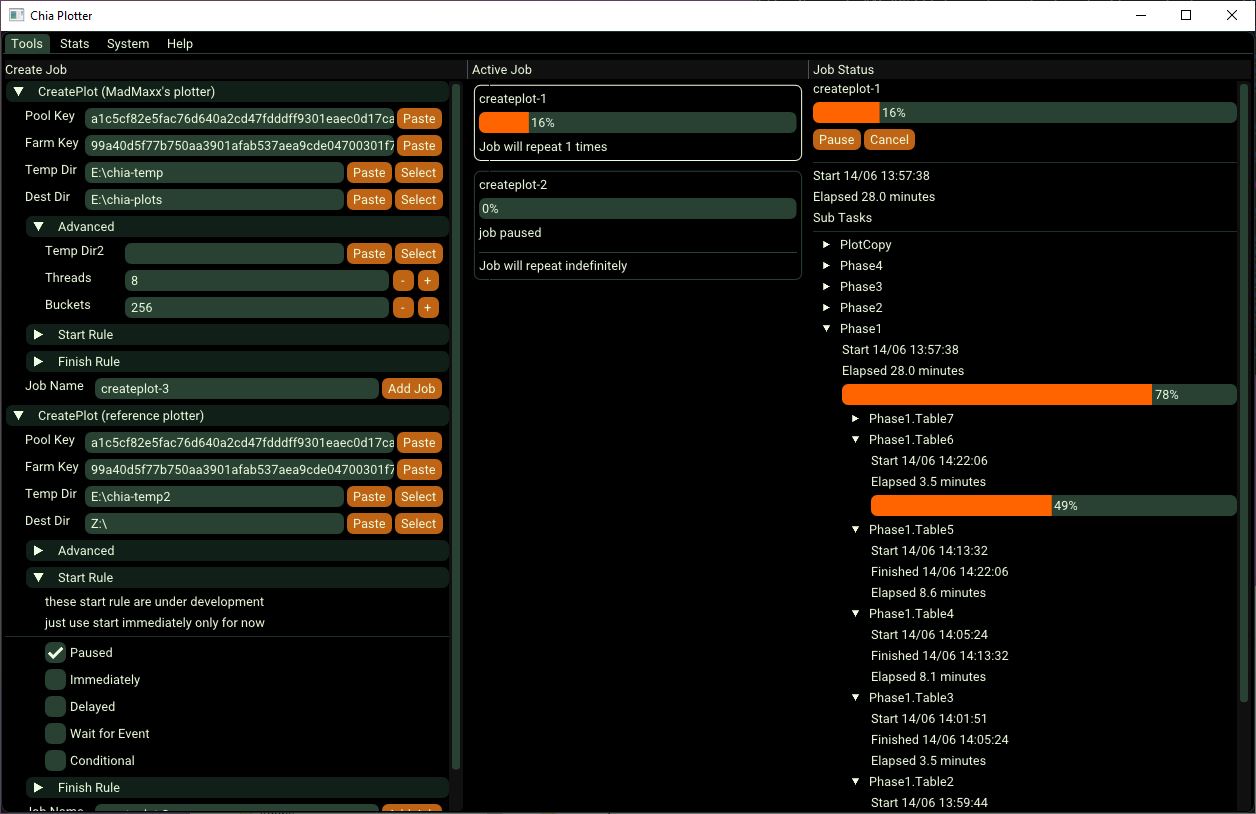 Chia Plotter
Tools Stats System Help
Create Job
CreatePlot (MadMaxx's plotter)
Pool Key a1c5cf82e5fac76d640a2cd47fdddff9301eaec0d17ca Paste
Farm Key 99a40d5f77b750aa3901afab537aea9cde04700301f7 Paste
Temp Dir E:\chia-temp Paste Select
Dest Dir E:\chia-plots Paste Select
Advanced
Temp Dir2 Paste Select
Threads 8 - +
Buckets 256 - +
Start Rule
Finish Rule
Job Name createplot-3 Add Job
CreatePlot (reference plotter)
Pool Key a1c5cf82e5fac76d640a2cd47fdddff9301eaec0d17ca Paste
Farm Key 99a40d5f77b750aa3901afab537aea9cde04700301f7 Paste
Temp Dir E:\chia-temp2 Paste Select
Dest Dir Z:\ Paste Select
Advanced
Start Rule
these start rule are under development
just use start immediately only for now
Paused
Immediately
Delayed
Wait for Event
Conditional
Finish Rule
Job Name
Active Job
createplot-1
16%
Job will repeat 1 times
createplot-2
0%
job paused
Job will repeat indefinitely
Job Status
createplot-1
16%
Pause Cancel
Start 14/06 13:57:38
Elapsed 28.0 minutes
Sub Tasks
PlotCopy
Phase4
Phase3
Phase2
Phase1
Start 14/06 13:57:38
Elapsed 28.0 minutes
78%
Phase1.Table7
Phase1.Table6
Start 14/06 14:22:06
Elapsed 3.5 minutes
49%
Phase1.Table5
Start 14/06 14:13:32
Finished 14/06 14:22:06
Elapsed 8.6 minutes
Phase1.Table4
Start 14/06 14:05:24
Finished 14/06 14:13:32
Elapsed 8.1 minutes
Phase1.Table3
Start 14/06 14:01:51
Finished 14/06 14:05:24
Elapsed 3.5 minutes
Phase1.Table2
Start 14/06 13:59:44